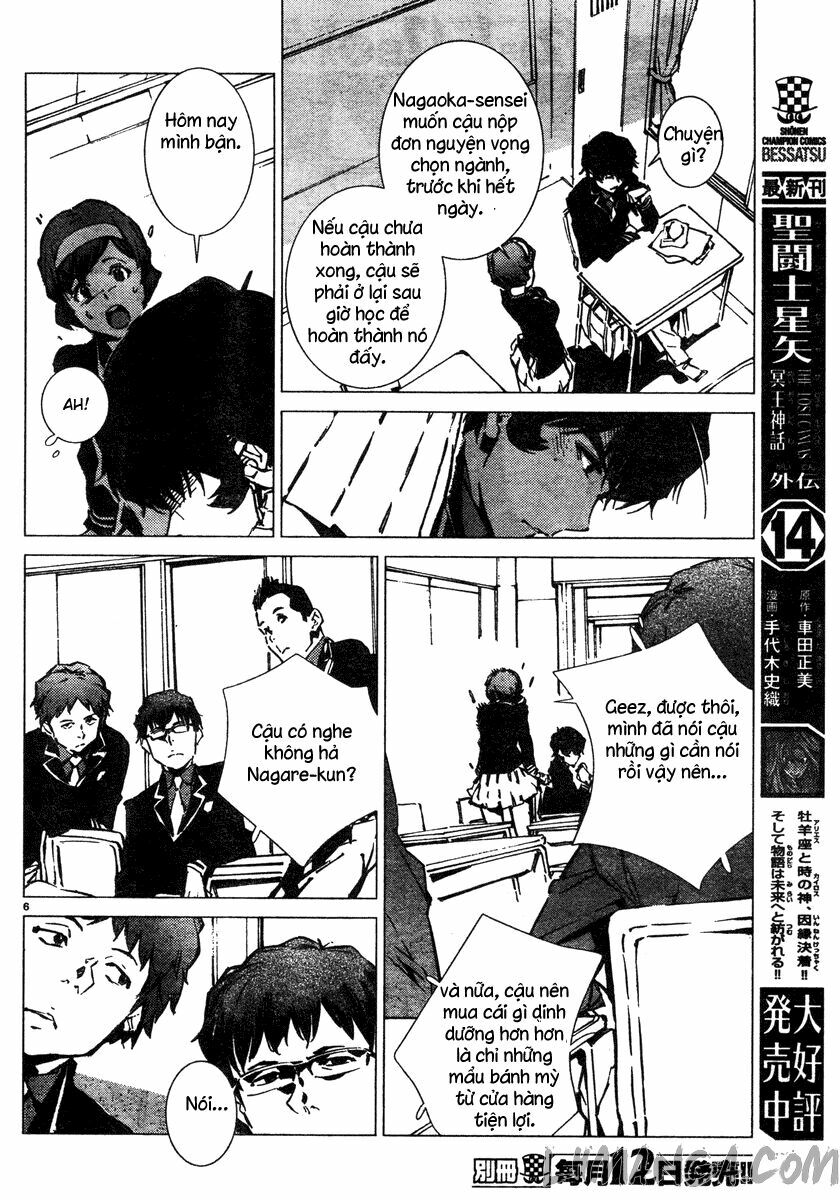 Chuyện
gì?
Nagaoka-sensei
muốn cậu nộp
đơn nguyện vọng
chọn ngành,
trước khi hết
ngày.
Nếu cậu chưa
hoàn thành
xong, cậu sẽ
phải ở lại sau
giờ học để
hoàn thành nó
đấy.
Hôm nay
mình bận.
AH!
Geez, được thôi,
mình đã nói cậu
những gì cần nói
rồi vậy nên...
và nữa, cậu nên
mua cái gì dinh
dưỡng hơn hơn
là chỉ những
mẩu bánh mỳ
từ cửa hàng
tiện lợi.
Cậu có nghe
không hả
Nagare-kun?
6
Nói...
SHŌNEN
CHAMPION COMICS
BESSATSU
最新刊
聖闘士星矢
冥王神話
外伝
14
原作・車田正美
漫画・手代木史織
牡羊座と時の神、因縁決着!!
そして物語は未来へと紡がれる!!
大好評
発売中
別冊
毎月12日発売!!